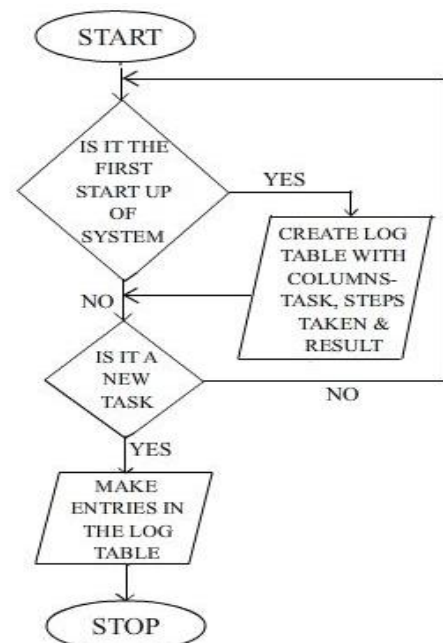 START
IS IT THE
FIRST
START UP
OF
SYSTEM
YES
CREATE LOG
TABLE WITH
COLUMNS-
TASK, STEPS
TAKEN &
RESULT
NO
IS IT A
NEW
TASK
NO
YES
MAKE
ENTRIES IN
THE LOG
TABLE
STOP